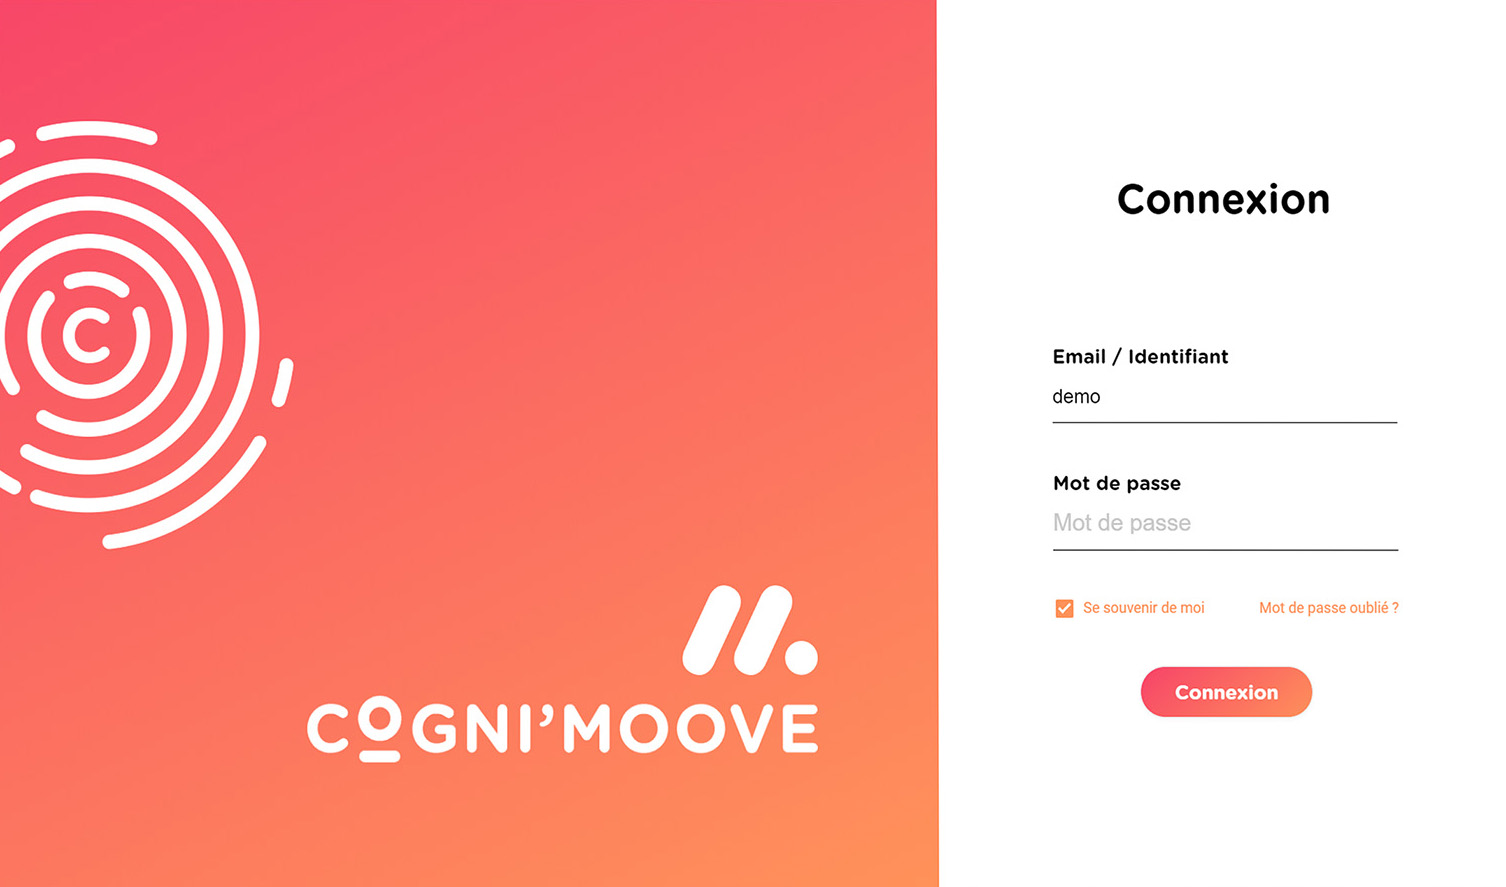 C
COGNI’MOOVE
Connexion
Email / Identifiant
demo
Mot de passe
Mot de passe
Se souvenir de moi
Mot de passe oublié ?
Connexion